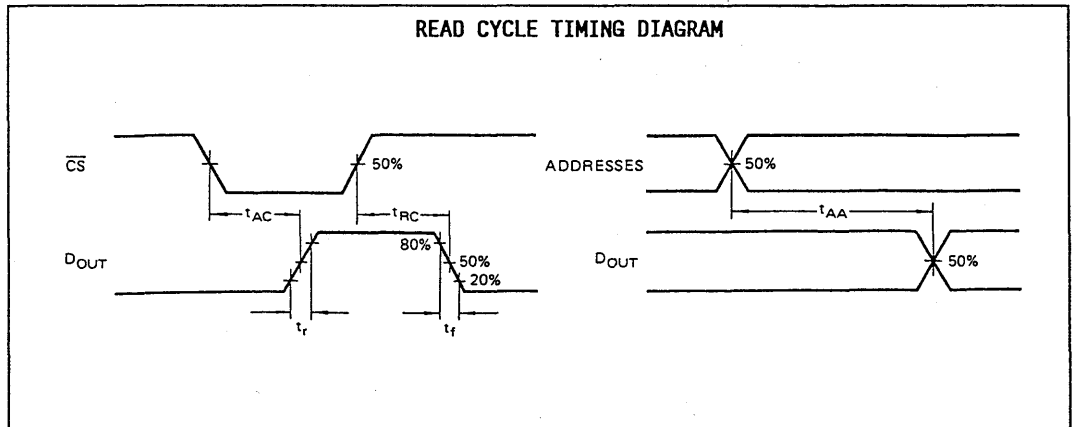 READ CYCLE TIMING DIAGRAM
CS
50%
tAC
tRC
DOUT
80%
50%
20%
tr
tf
ADDRESSES
50%
tAA
DOUT
50%